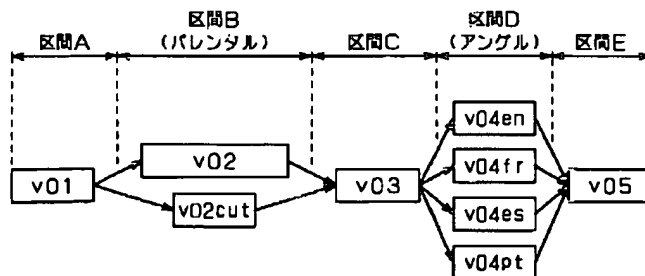 区間A
区間B
(パレンタル)
区間C
区間D
(アングル)
区間E
v01
v02
v02cut
v03
v04en
v04fr
v04es
v04pt
v05